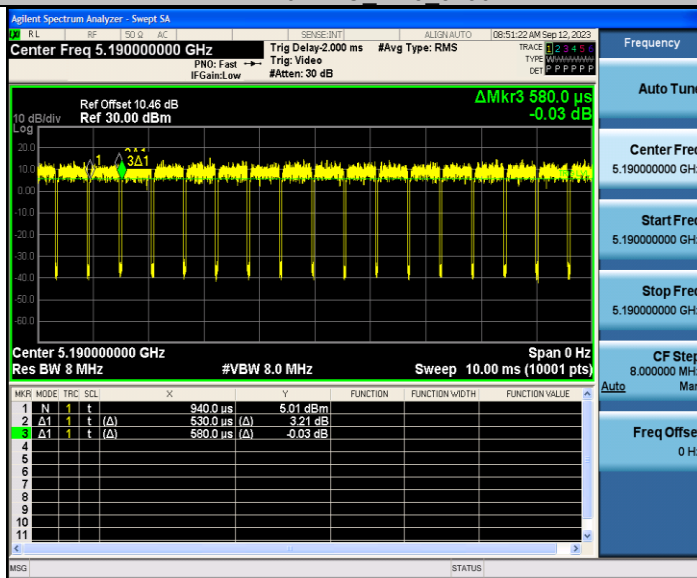 Agilent Spectrum Analyzer - Swept SA
RL RF 50 Ω AC SENSE:INT ALIGN AUTO 08:51:22 AM Sep 12, 2023
Center Freq 5.190000000 GHz
PNO: Fast
IFGain:Low
Trig Delay-2.000 ms
Trig: Video
#Atten: 30 dB
#Avg Type: RMS
TRACE 1 2 3 4 5 6
TYPE W
DET P P P P P P
Frequency
Auto Tune
ΔMkr3 580.0 µs
-0.03 dB
Ref Offset 10.46 dB
10 dB/div Ref 30.00 dBm
Log
20.0
10.0
0.00
-10.0
-20.0
-30.0
-40.0
-50.0
-60.0
1
3Δ1
Center Freq
5.190000000 GHz
Start Freq
5.190000000 GHz
Stop Freq
5.190000000 GHz
CF Step
8.000000 MHz
Auto Man
Freq Offset
0 Hz
Center 5.190000000 GHz Span 0 Hz
Res BW 8 MHz #VBW 8.0 MHz Sweep 10.00 ms (10001 pts)
MKR MODE TRC SCL X Y FUNCTION FUNCTION WIDTH FUNCTION VALUE
1 N 1 t 940.0 µs 5.01 dBm
2 Δ1 1 t (Δ) 530.0 µs (Δ) 3.21 dB
3 Δ1 1 t (Δ) 580.0 µs (Δ) -0.03 dB
4
5
6
7
8
9
10
11
MSG STATUS